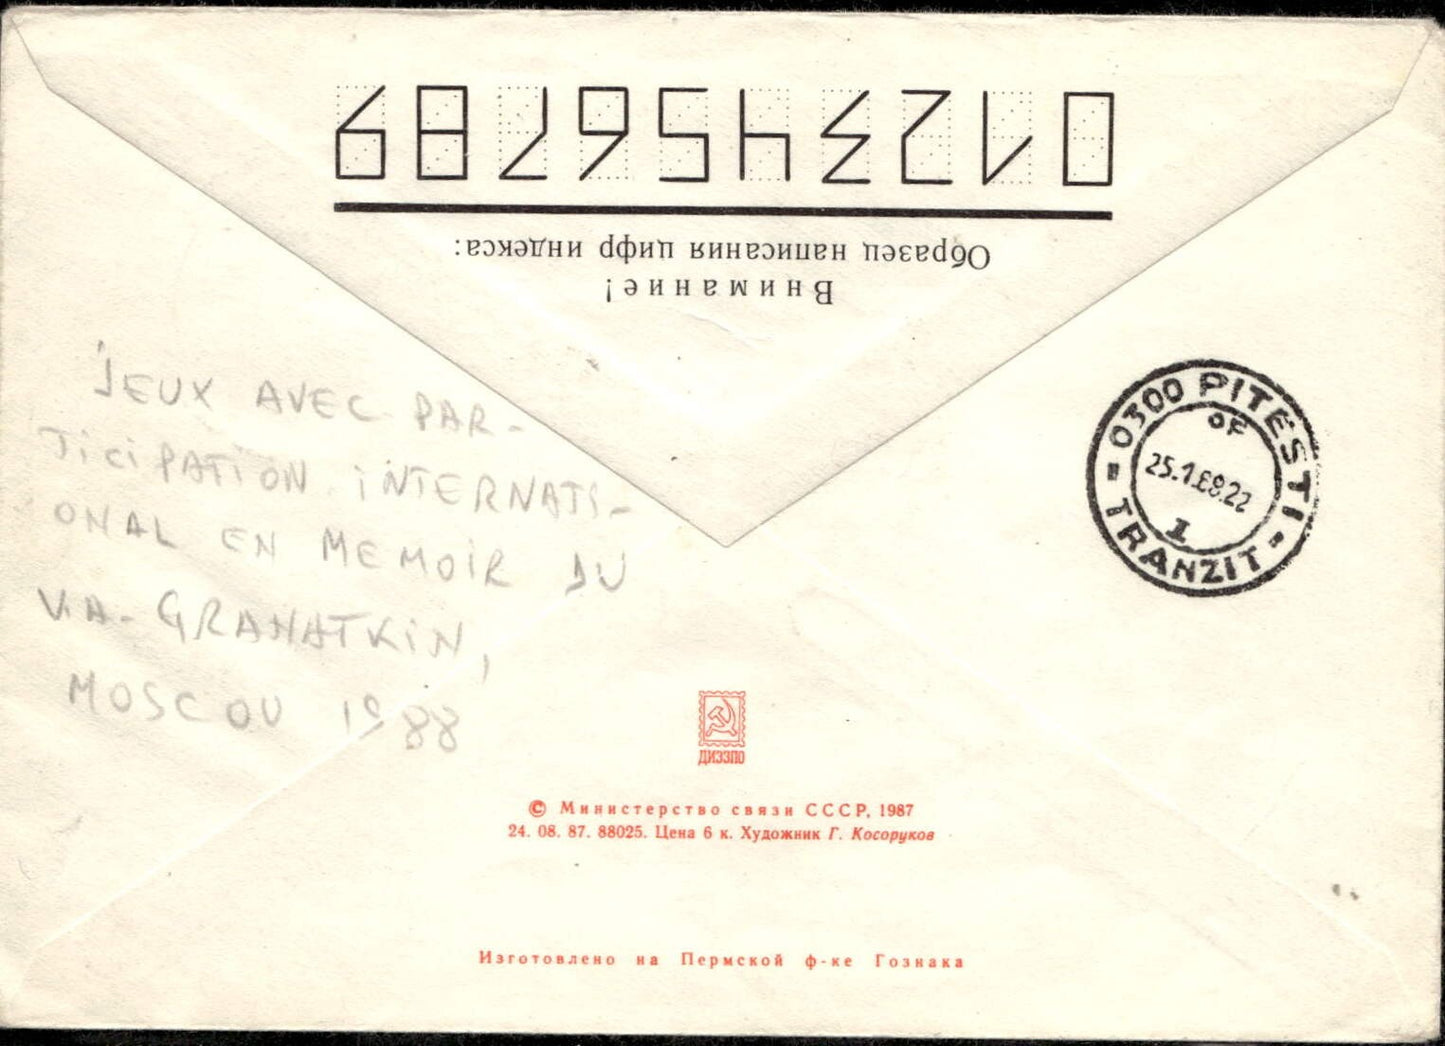 Внимание!
Образец написания цифр индекса:
0123456789
JEUX AVEC PAR-
TICIPATION INTERNATI-
ONAL EN MEMOIR DU
V.A. GRANATKIN,
MOSCOU 1988
0300 PITESTI
OF
25.1.88.22
1
- TRANZIT -
ДИЭЗПО
© Министерство связи СССР, 1987
24. 08. 87. 88025. Цена 6 к. Художник Г. Косоруков
Изготовлено на Пермской ф-ке Гознака